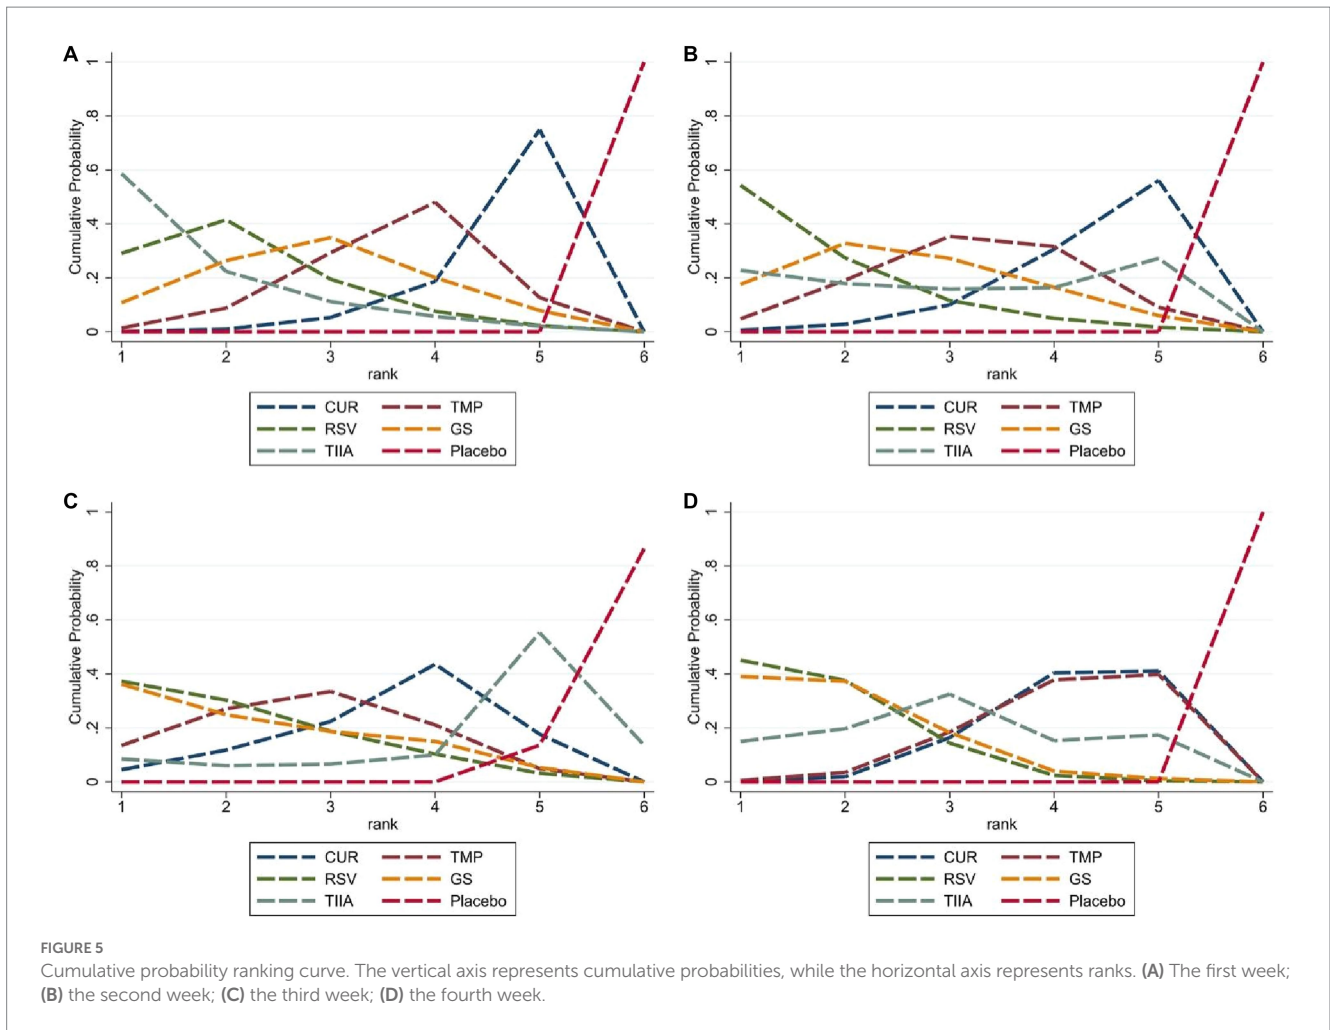 A
Cumulative Probability
1
.8
.6
.4
.2
0
1 2 3 4 5 6
rank
CUR TMP
RSV GS
TIIA Placebo
B
Cumulative Probability
1
.8
.6
.4
.2
0
1 2 3 4 5 6
rank
CUR TMP
RSV GS
TIIA Placebo
C
Cumulative Probability
1
.8
.6
.4
.2
0
1 2 3 4 5 6
rank
CUR TMP
RSV GS
TIIA Placebo
D
Cumulative Probability
1
.8
.6
.4
.2
0
1 2 3 4 5 6
rank
CUR TMP
RSV GS
TIIA Placebo
FIGURE 5
Cumulative probability ranking curve. The vertical axis represents cumulative probabilities, while the horizontal axis represents ranks. (A) The first week;
(B) the second week; (C) the third week; (D) the fourth week.